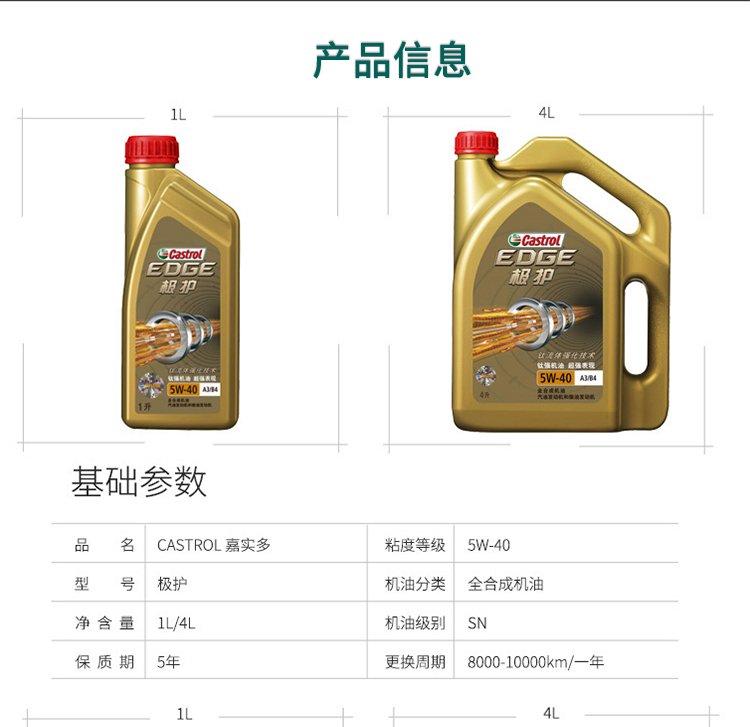 产品信息
1L
4L
Castrol
EDGE
极护
钛流体强化技术
钛强机油 超强表现
5W-40 A3/B4
全合成机油
汽油发动机和柴油发动机
1升
Castrol
EDGE
极护
钛流体强化技术
钛强机油 超强表现
5W-40 A3/B4
全合成机油
汽油发动机和柴油发动机
4升
基础参数
品名 CASTROL 嘉实多 粘度等级 5W-40
型号 极护 机油分类 全合成机油
净含量 1L/4L 机油级别 SN
保质期 5年 更换周期 8000-10000km/一年
1L
4L